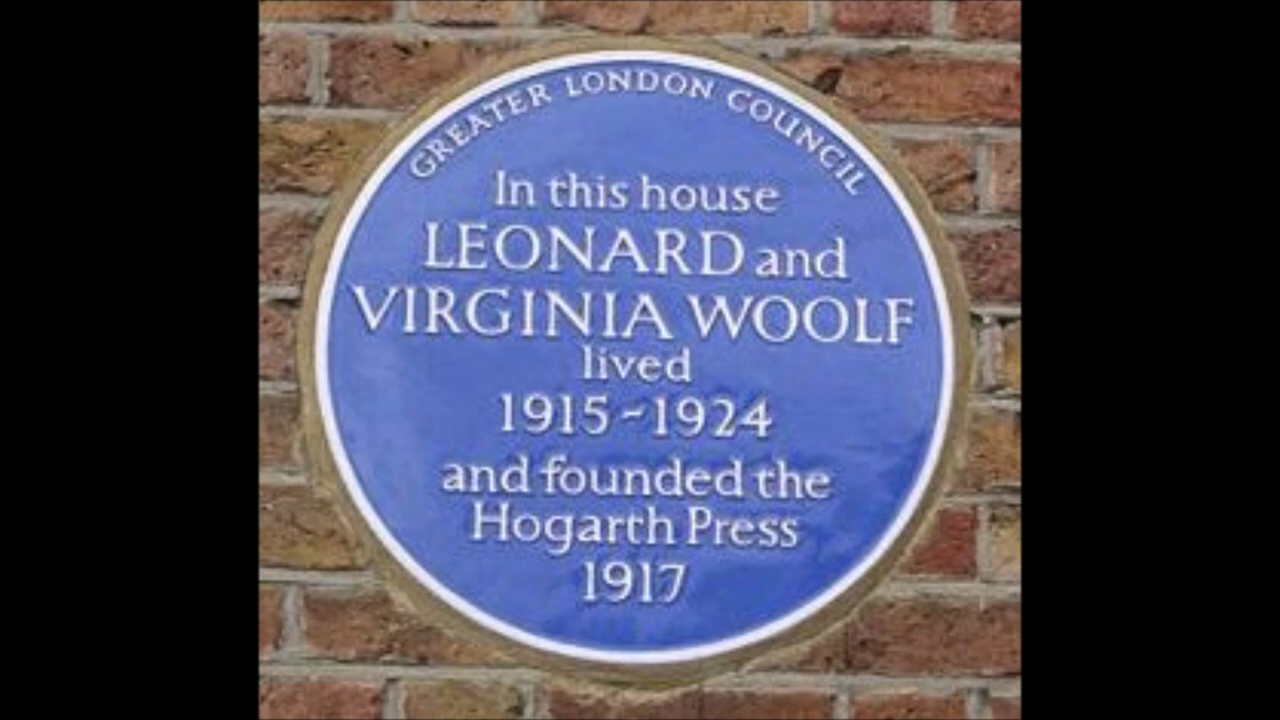 GREATER LONDON COUNCIL
In this house
LEONARD and
VIRGINIA WOOLF
lived
1915-1924
and founded the
Hogarth Press
1917